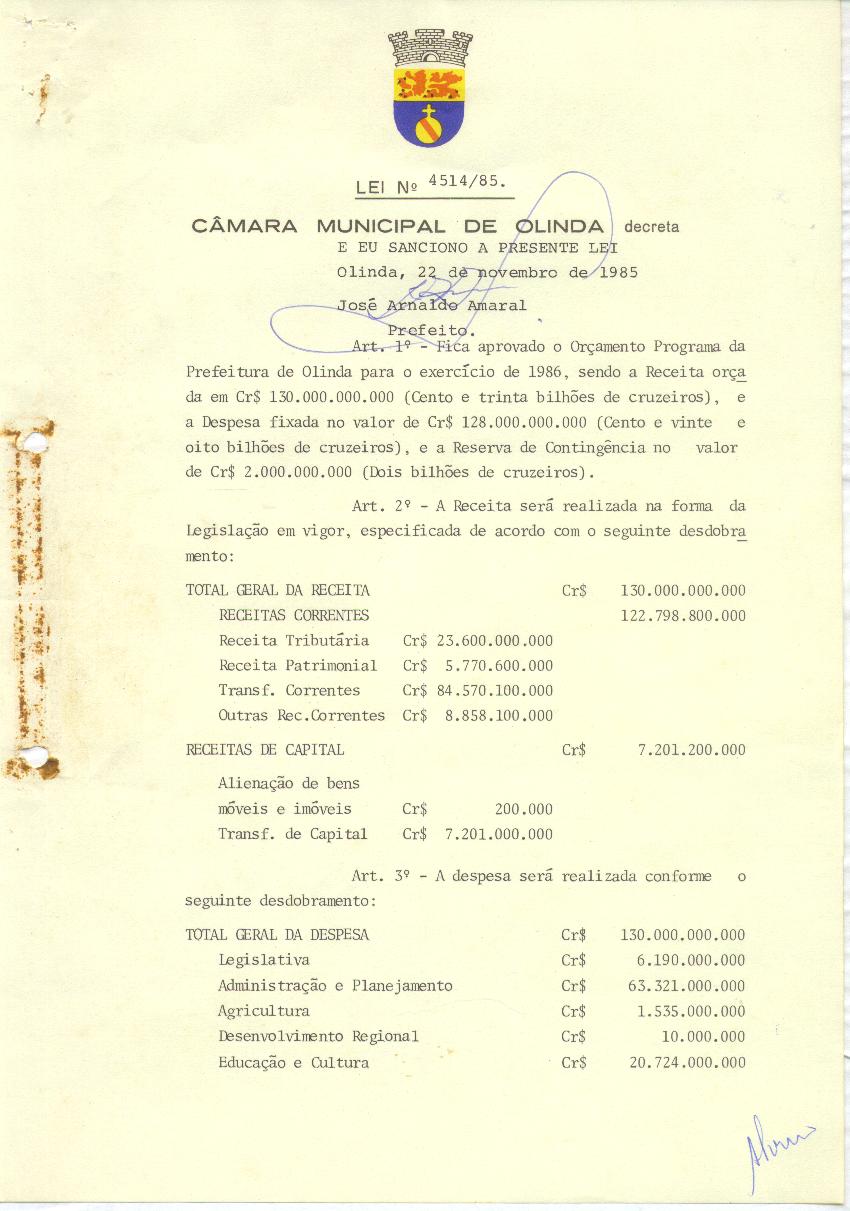 LEI Nº 4514/85.
CÂMARA MUNICIPAL DE OLINDA decreta
E EU SANCIONO A PRESENTE LEI
Olinda, 22 de novembro de 1985
José Arnaldo Amaral
Prefeito.
Art. 1º - Fica aprovado o Orçamento Programa da
Prefeitura de Olinda para o exercício de 1986, sendo a Receita orça
da em Cr$ 130.000.000.000 (Cento e trinta bilhões de cruzeiros), e
a Despesa fixada no valor de Cr$ 128.000.000.000 (Cento e vinte e
oito bilhões de cruzeiros), e a Reserva de Contingência no valor
de Cr$ 2.000.000.000 (Dois bilhões de cruzeiros).
Art. 2º - A Receita será realizada na forma da
Legislação em vigor, especificada de acordo com o seguinte desdobra
mento:
TOTAL GERAL DA RECEITA Cr$ 130.000.000.000
RECEITAS CORRENTES 122.798.800.000
Receita Tributária Cr$ 23.600.000.000
Receita Patrimonial Cr$ 5.770.600.000
Transf. Correntes Cr$ 84.570.100.000
Outras Rec.Correntes Cr$ 8.858.100.000
RECEITAS DE CAPITAL Cr$ 7.201.200.000
Alienação de bens
móveis e imóveis Cr$ 200.000
Transf. de Capital Cr$ 7.201.000.000
Art. 3º - A despesa será realizada conforme o
seguinte desdobramento:
TOTAL GERAL DA DESPESA Cr$ 130.000.000.000
Legislativa Cr$ 6.190.000.000
Administração e Planejamento Cr$ 63.321.000.000
Agricultura Cr$ 1.535.000.000
Desenvolvimento Regional Cr$ 10.000.000
Educação e Cultura Cr$ 20.724.000.000